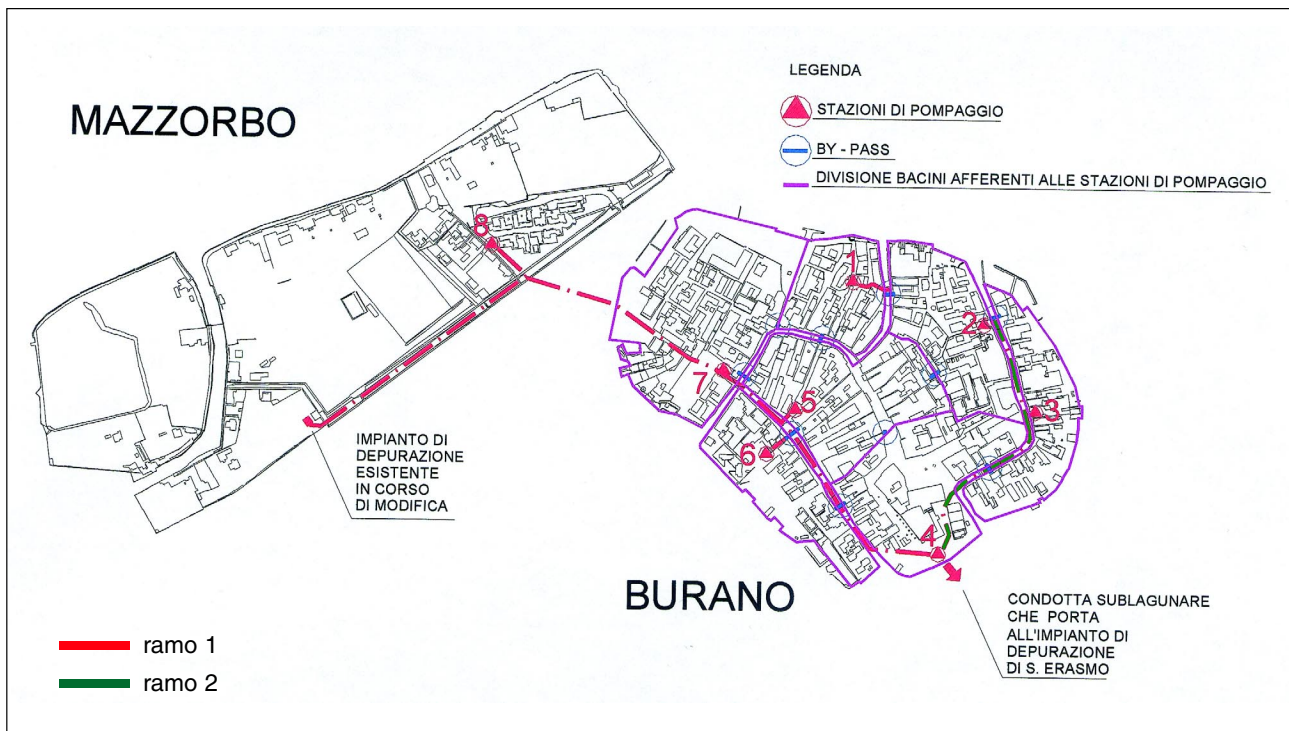 MAZZORBO
LEGENDA
STAZIONI DI POMPAGGIO
BY - PASS
DIVISIONE BACINI AFFERENTI ALLE STAZIONI DI POMPAGGIO
8
1
2
7
5
3
6
4
IMPIANTO DI
DEPURAZIONE
ESISTENTE
IN CORSO
DI MODIFICA
BURANO
CONDOTTA SUBLAGUNARE
CHE PORTA
ALL'IMPIANTO DI
DEPURAZIONE
DI S. ERASMO
ramo 1
ramo 2